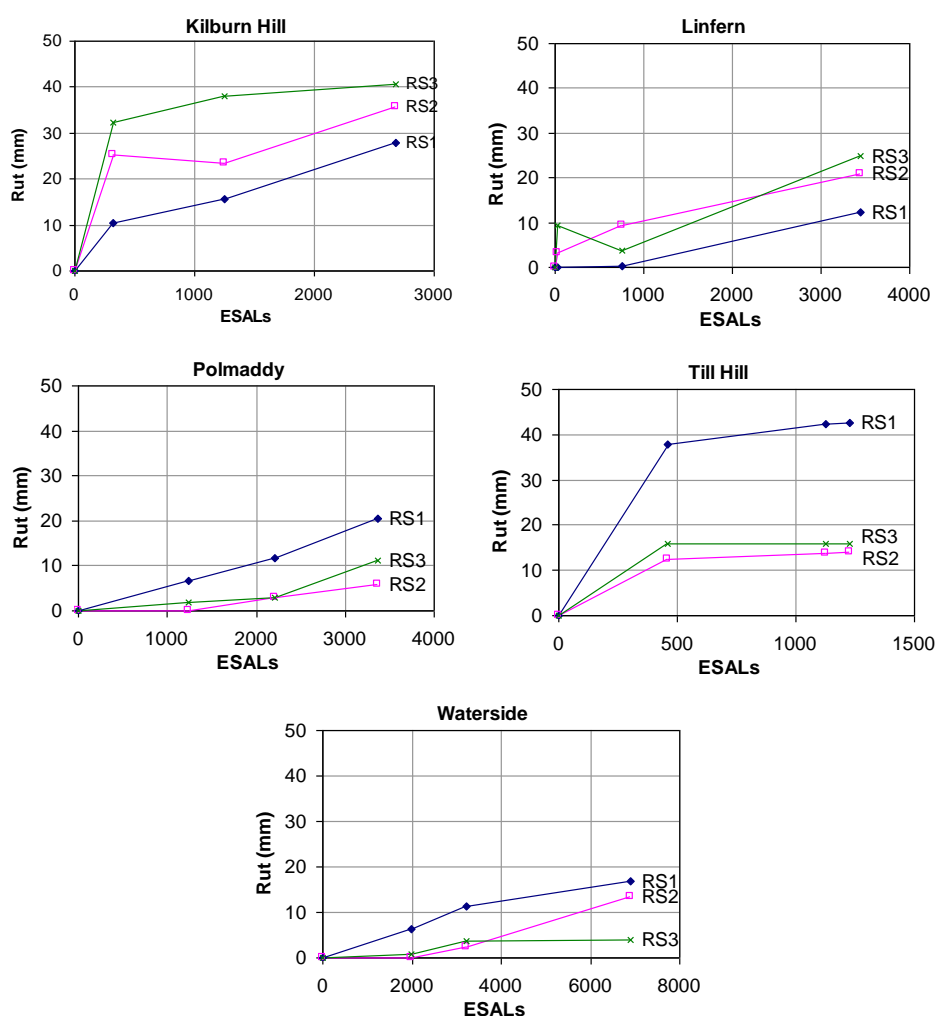 Kilburn Hill
Rut (mm)
50
40
30
20
10
0
RS3
RS2
RS1
0 1000 2000 3000
ESALs
Linfern
Rut (mm)
50
40
30
20
10
0
RS3
RS2
RS1
0 1000 2000 3000 4000
ESALs
Polmaddy
Rut (mm)
50
40
30
20
10
0
RS1
RS3
RS2
0 1000 2000 3000 4000
ESALs
Till Hill
Rut (mm)
50
40
30
20
10
0
RS1
RS3
RS2
0 500 1000 1500
ESALs
Waterside
Rut (mm)
50
40
30
20
10
0
RS1
RS2
RS3
0 2000 4000 6000 8000
ESALs